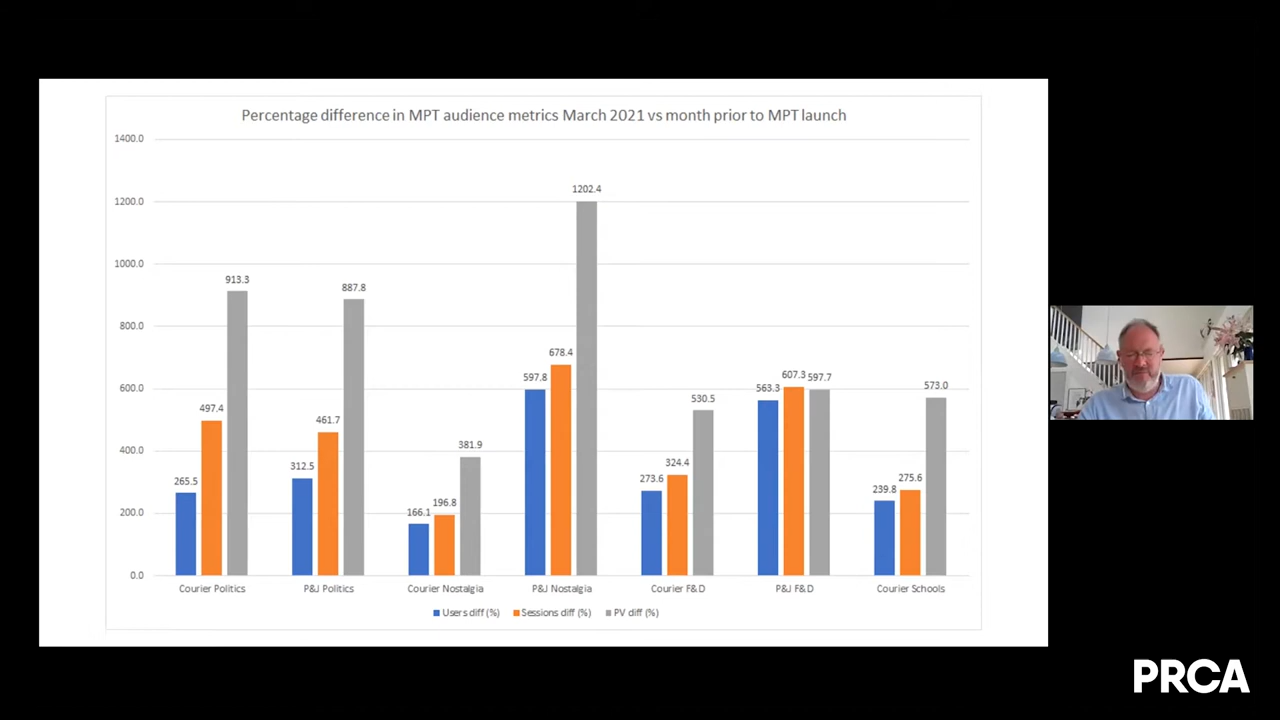 Percentage difference in MPT audience metrics March 2021 vs month prior to MPT launch
1400.0
1200.0
1000.0
800.0
600.0
400.0
200.0
0.0
265.5
497.4
913.3
312.5
461.7
887.8
166.1
196.8
381.9
597.8
678.4
1202.4
273.6
324.4
530.5
563.3
607.3
597.7
239.8
275.6
573.0
Courier Politics
P&J Politics
Courier Nostalgia
P&J Nostalgia
Courier F&D
P&J F&D
Courier Schools
Users diff (%)
Sessions diff (%)
PV diff (%)
PRCA